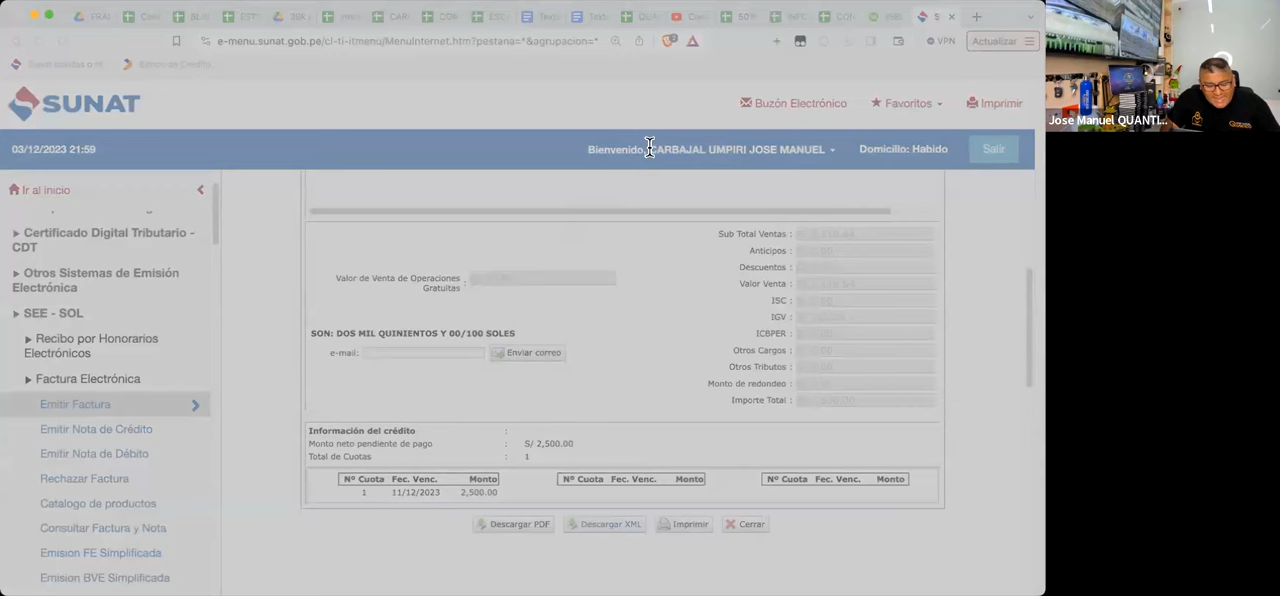 e-menu.sunat.gob.pe/cl-ti-itmenu/MenuInternet.htm?pestana=*&agrupacion=*
VPN
Actualizar
SUNAT
Buzón Electrónico
Favoritos
Imprimir
03/12/2023 21:59
Bienvenido, CARBAJAL UMPIRI JOSE MANUEL
Domicilio: Habido
Salir
Ir al inicio
Certificado Digital Tributario - CDT
Otros Sistemas de Emisión Electrónica
SEE - SOL
Recibo por Honorarios Electrónicos
Factura Electrónica
Emitir Factura
Emitir Nota de Crédito
Emitir Nota de Débito
Rechazar Factura
Catalogo de productos
Consultar Factura y Nota
Emision FE Simplificada
Emision BVE Simplificada
Valor de Venta de Operaciones Gratuitas :
SON: DOS MIL QUINIENTOS Y 00/100 SOLES
e-mail:
Enviar correo
Sub Total Ventas :
Anticipos :
Descuentos :
Valor Venta :
ISC :
IGV :
ICBPER :
Otros Cargos :
Otros Tributos :
Monto de redondeo :
Importe Total :
Información del crédito :
Monto neto pendiente de pago : S/ 2,500.00
Total de Cuotas : 1
Nº Cuota Fec. Venc. Monto Nº Cuota Fec. Venc. Monto Nº Cuota Fec. Venc. Monto
1 11/12/2023 2,500.00
Descargar PDF
Descargar XML
Imprimir
Cerrar
Jose Manuel QUANTI...